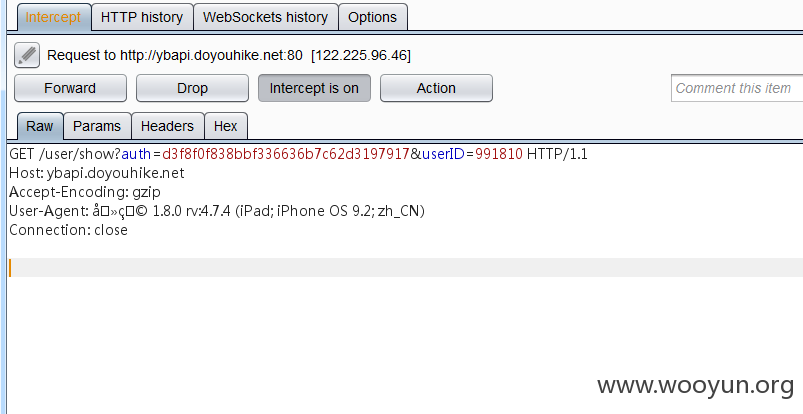 Intercept HTTP history WebSockets history Options
Request to http://ybapi.doyouhike.net:80 [122.225.96.46]
Forward Drop Intercept is on Action Comment this item
Raw Params Headers Hex
GET /user/show?auth=d3f8f0f838bbf336636b7c62d3197917&userID=991810 HTTP/1.1
Host: ybapi.doyouhike.net
Accept-Encoding: gzip
User-Agent: å»ç© 1.8.0 rv:4.7.4 (iPad; iPhone OS 9.2; zh_CN)
Connection: close
www.wooyun.org